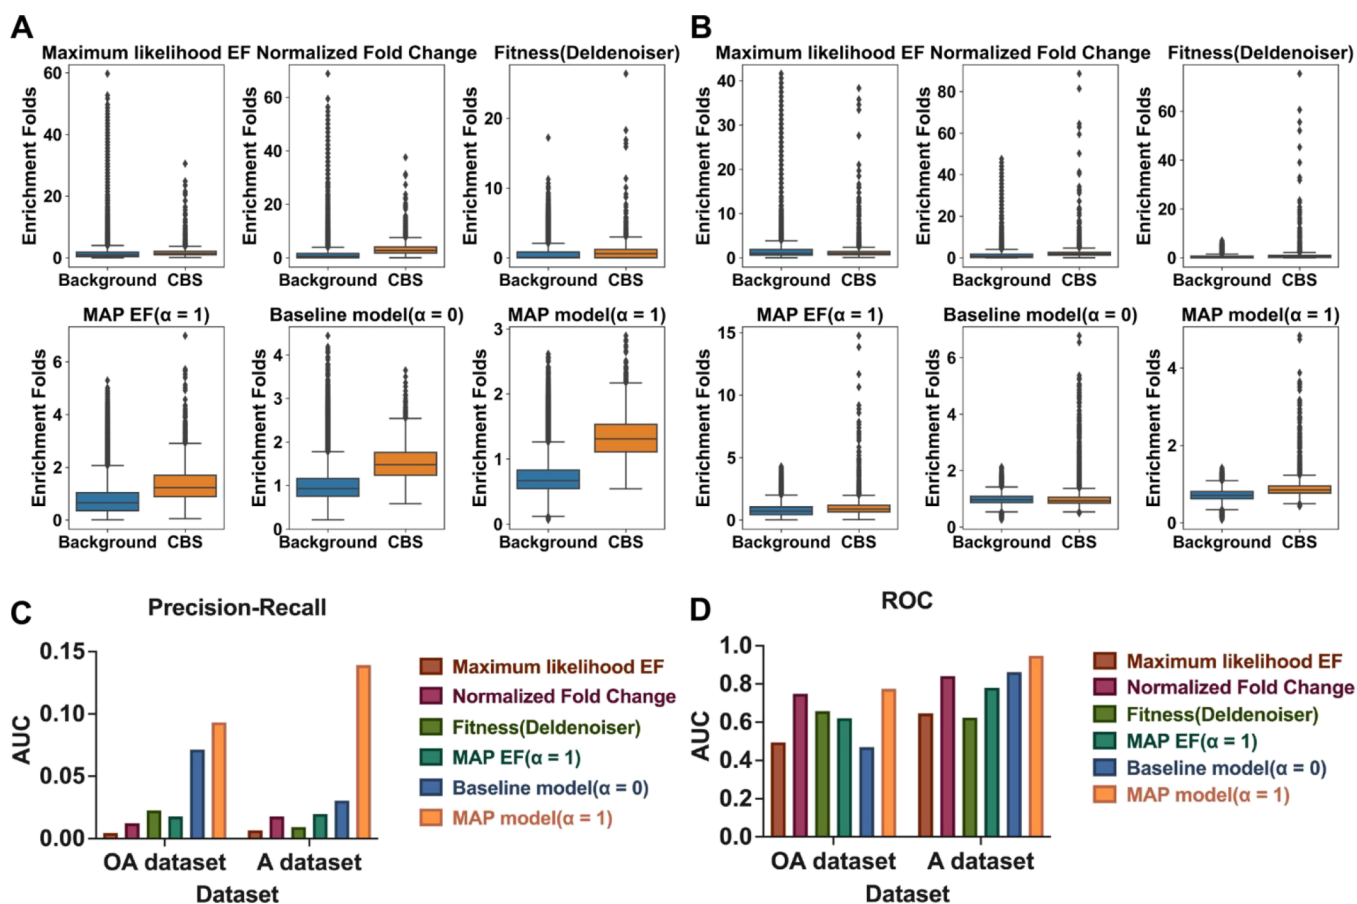 A
Maximum likelihood EF Normalized Fold Change Fitness(Deldenoiser)
Enrichment Folds
60
40
20
0
Background CBS
Enrichment Folds
60
40
20
0
Background CBS
Enrichment Folds
20
10
0
Background CBS
MAP EF(α = 1) Baseline model(α = 0) MAP model(α = 1)
Enrichment Folds
6
4
2
0
Background CBS
Enrichment Folds
4
3
2
1
0
Background CBS
Enrichment Folds
3
2
1
0
Background CBS
B
Maximum likelihood EF Normalized Fold Change Fitness(Deldenoiser)
Enrichment Folds
40
30
20
10
0
Background CBS
Enrichment Folds
80
60
40
20
0
Background CBS
Enrichment Folds
60
40
20
0
Background CBS
MAP EF(α = 1) Baseline model(α = 0) MAP model(α = 1)
Enrichment Folds
15
10
5
0
Background CBS
Enrichment Folds
6
4
2
0
Background CBS
Enrichment Folds
4
2
0
Background CBS
C
Precision-Recall
AUC
0.15
0.10
0.05
0.00
OA dataset A dataset
Dataset
Maximum likelihood EF
Normalized Fold Change
Fitness(Deldenoiser)
MAP EF(α = 1)
Baseline model(α = 0)
MAP model(α = 1)
D
ROC
AUC
1.0
0.8
0.6
0.4
0.2
0.0
OA dataset A dataset
Dataset
Maximum likelihood EF
Normalized Fold Change
Fitness(Deldenoiser)
MAP EF(α = 1)
Baseline model(α = 0)
MAP model(α = 1)